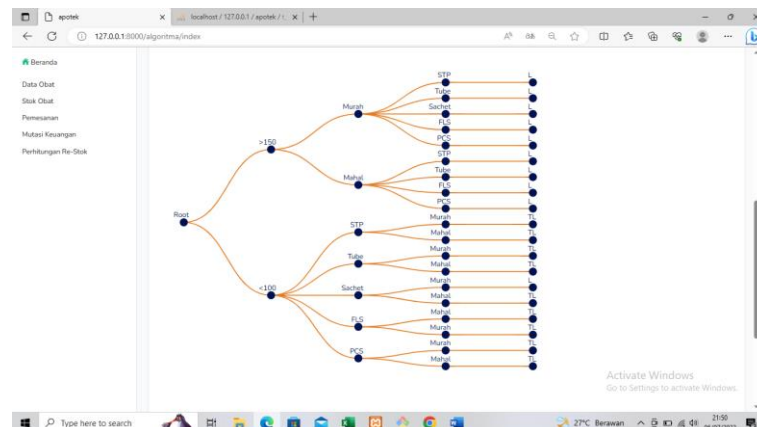 apotek
localhost / 127.0.0.1 / apotek / t
127.0.0.1:8000/algoritma/index
Beranda
Data Obat
Stok Obat
Pemesanan
Mutasi Keuangan
Perhitungan Re-Stok
Root
>150
<100
Murah
Mahal
STP
Tube
Sachet
FLS
PCS
STP L
Tube L
Sachet L
FLS L
PCS L
STP L
Tube L
FLS L
PCS L
Murah TL
Mahal TL
Murah TL
Mahal TL
Murah L
Mahal TL
Mahal TL
Murah TL
Murah TL
Mahal TL
Activate Windows
Go to Settings to activate Windows.
Type here to search
27°C Berawan
21:50